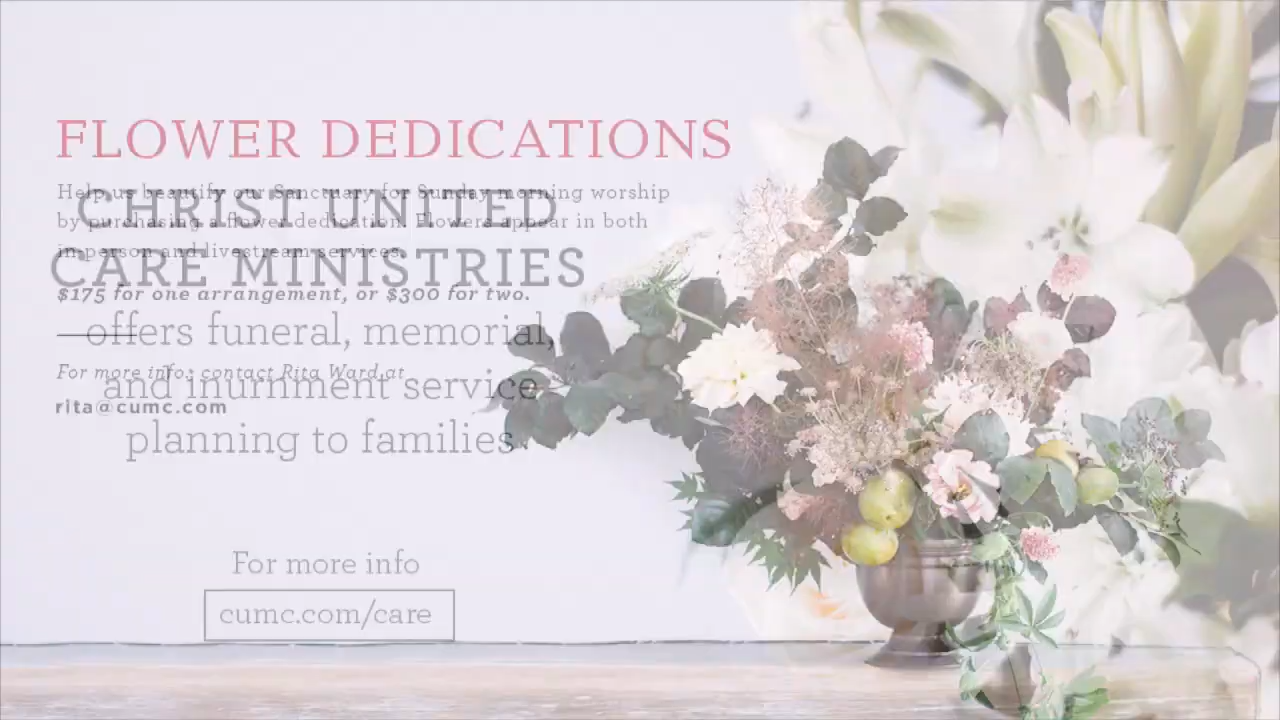 FLOWER DEDICATIONS
Help us beautify our Sanctuary for Sunday morning worship
by purchasing a flower dedication. Flowers appear in both
in-person and livestream services.
$175 for one arrangement, or $300 for two.
For more info: contact Rita Ward at
rita@cumc.com
CHRIST UNITED
CARE MINISTRIES
offers funeral, memorial,
and inurnment service
planning to families.
For more info
cumc.com/care